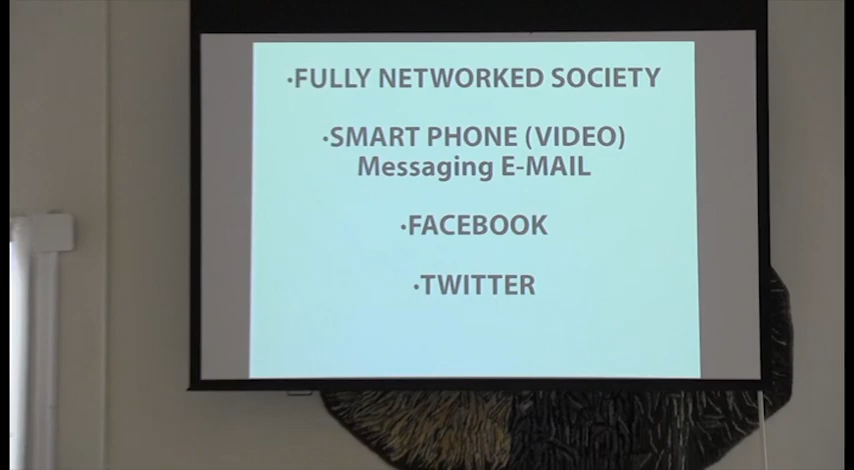 ·FULLY NETWORKED SOCIETY
·SMART PHONE (VIDEO)
Messaging E-MAIL
·FACEBOOK
·TWITTER